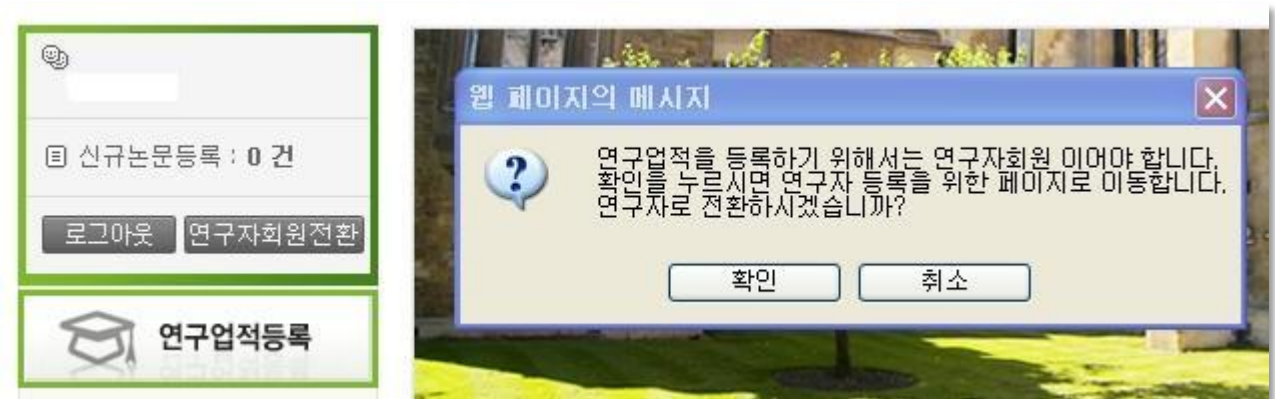 신규논문등록 : 0 건
로그아웃 연구자회원전환
연구업적등록
웹 페이지의 메시지
연구업적을 등록하기 위해서는 연구자회원 이어야 합니다.
확인을 누르시면 연구자 등록을 위한 페이지로 이동합니다.
연구자로 전환하시겠습니까?
확인 취소